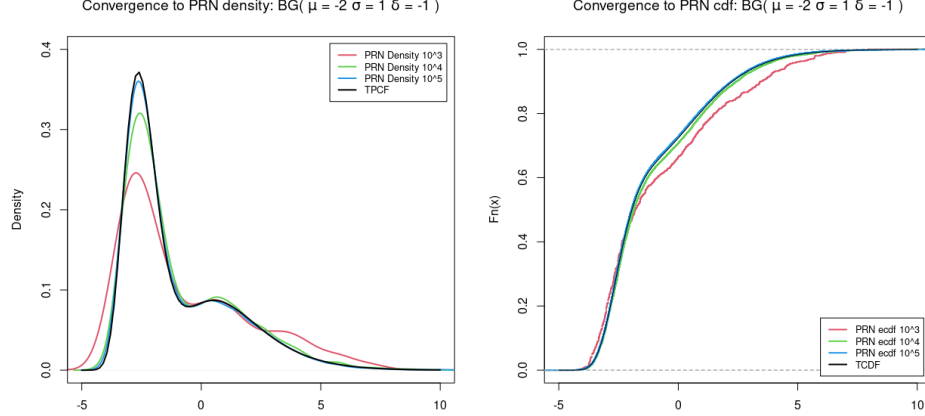 Convergence to PRN density: BG( μ = -2 σ = 1 δ = -1 )
0.4
0.3
0.2
0.1
0.0
Density
-5
0
5
10
PRN Density 10^3
PRN Density 10^4
PRN Density 10^5
TPCF
Convergence to PRN cdf: BG( μ = -2 σ = 1 δ = -1 )
1.0
0.8
0.6
0.4
0.2
0.0
Fn(x)
-5
0
5
10
PRN ecdf 10^3
PRN ecdf 10^4
PRN ecdf 10^5
TCDF